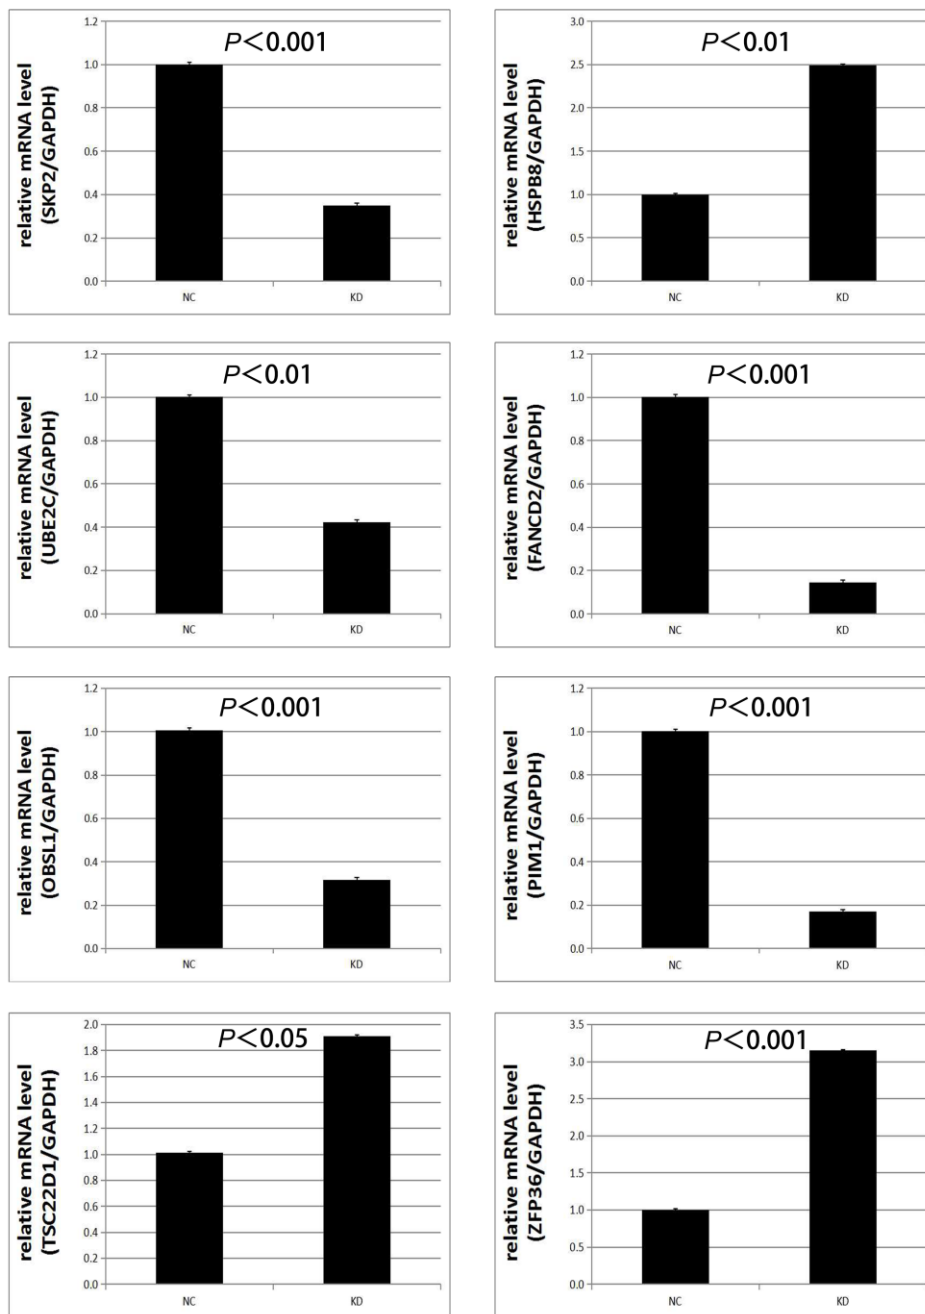 relative mRNA level
(SKP2/GAPDH)
P<0.001
1.2
1.0
0.8
0.6
0.4
0.2
0.0
NC KD
relative mRNA level
(HSPB8/GAPDH)
P<0.01
3.0
2.5
2.0
1.5
1.0
0.5
0.0
NC KD
relative mRNA level
(UBE2C/GAPDH)
P<0.01
1.2
1.0
0.8
0.6
0.4
0.2
0.0
NC KD
relative mRNA level
(FANCD2/GAPDH)
P<0.001
1.2
1.0
0.8
0.6
0.4
0.2
0.0
NC KD
relative mRNA level
(OBSL1/GAPDH)
P<0.001
1.2
1.0
0.8
0.6
0.4
0.2
0.0
NC KD
relative mRNA level
(PIM1/GAPDH)
P<0.001
1.2
1.0
0.8
0.6
0.4
0.2
0.0
NC KD
relative mRNA level
(TSC22D1/GAPDH)
P<0.05
2.0
1.8
1.6
1.4
1.2
1.0
0.8
0.6
0.4
0.2
0.0
NC KD
relative mRNA level
(ZFP36/GAPDH)
P<0.001
3.5
3.0
2.5
2.0
1.5
1.0
0.5
0.0
NC KD